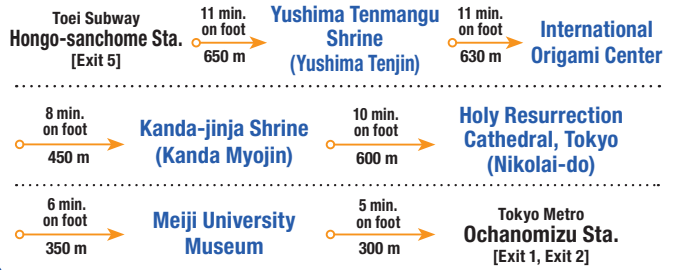 Toei Subway
Hongo-sanchome Sta.
[Exit 5]
11 min.
on foot
650 m
Yushima Tenmangu
Shrine
(Yushima Tenjin)
11 min.
on foot
630 m
International
Origami Center
8 min.
on foot
450 m
Kanda-jinja Shrine
(Kanda Myojin)
10 min.
on foot
600 m
Holy Resurrection
Cathedral, Tokyo
(Nikolai-do)
6 min.
on foot
350 m
Meiji University
Museum
5 min.
on foot
300 m
Tokyo Metro
Ochanomizu Sta.
[Exit 1, Exit 2]